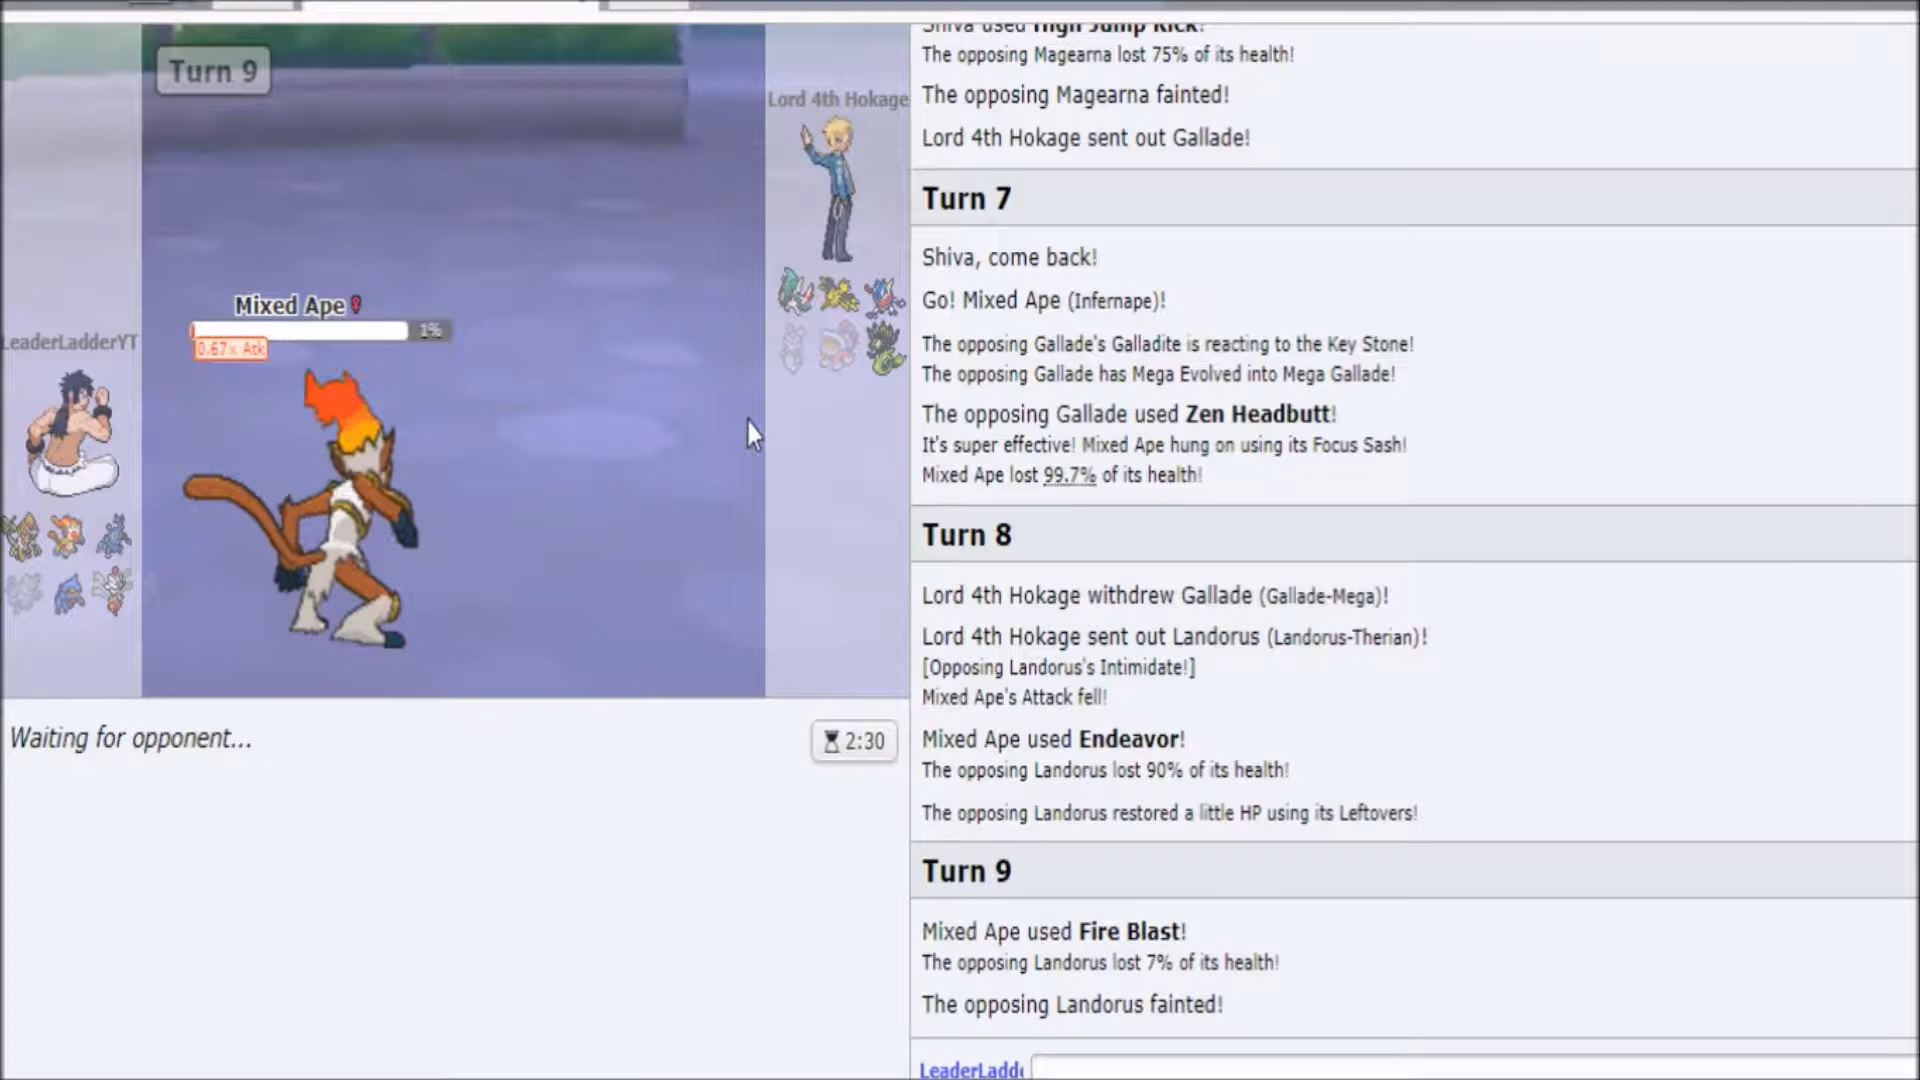 Turn 9
Lord 4th Hokage
Mixed Ape
1%
0.67× Atk
LeaderLadderYT
Waiting for opponent...
2:30
Shiva used High Jump Kick!
The opposing Magearna lost 75% of its health!
The opposing Magearna fainted!
Lord 4th Hokage sent out Gallade!
Turn 7
Shiva, come back!
Go! Mixed Ape (Infernape)!
The opposing Gallade's Galladite is reacting to the Key Stone!
The opposing Gallade has Mega Evolved into Mega Gallade!
The opposing Gallade used Zen Headbutt!
It's super effective! Mixed Ape hung on using its Focus Sash!
Mixed Ape lost 99.7% of its health!
Turn 8
Lord 4th Hokage withdrew Gallade (Gallade-Mega)!
Lord 4th Hokage sent out Landorus (Landorus-Therian)!
[Opposing Landorus's Intimidate!]
Mixed Ape's Attack fell!
Mixed Ape used Endeavor!
The opposing Landorus lost 90% of its health!
The opposing Landorus restored a little HP using its Leftovers!
Turn 9
Mixed Ape used Fire Blast!
The opposing Landorus lost 7% of its health!
The opposing Landorus fainted!
LeaderLadde